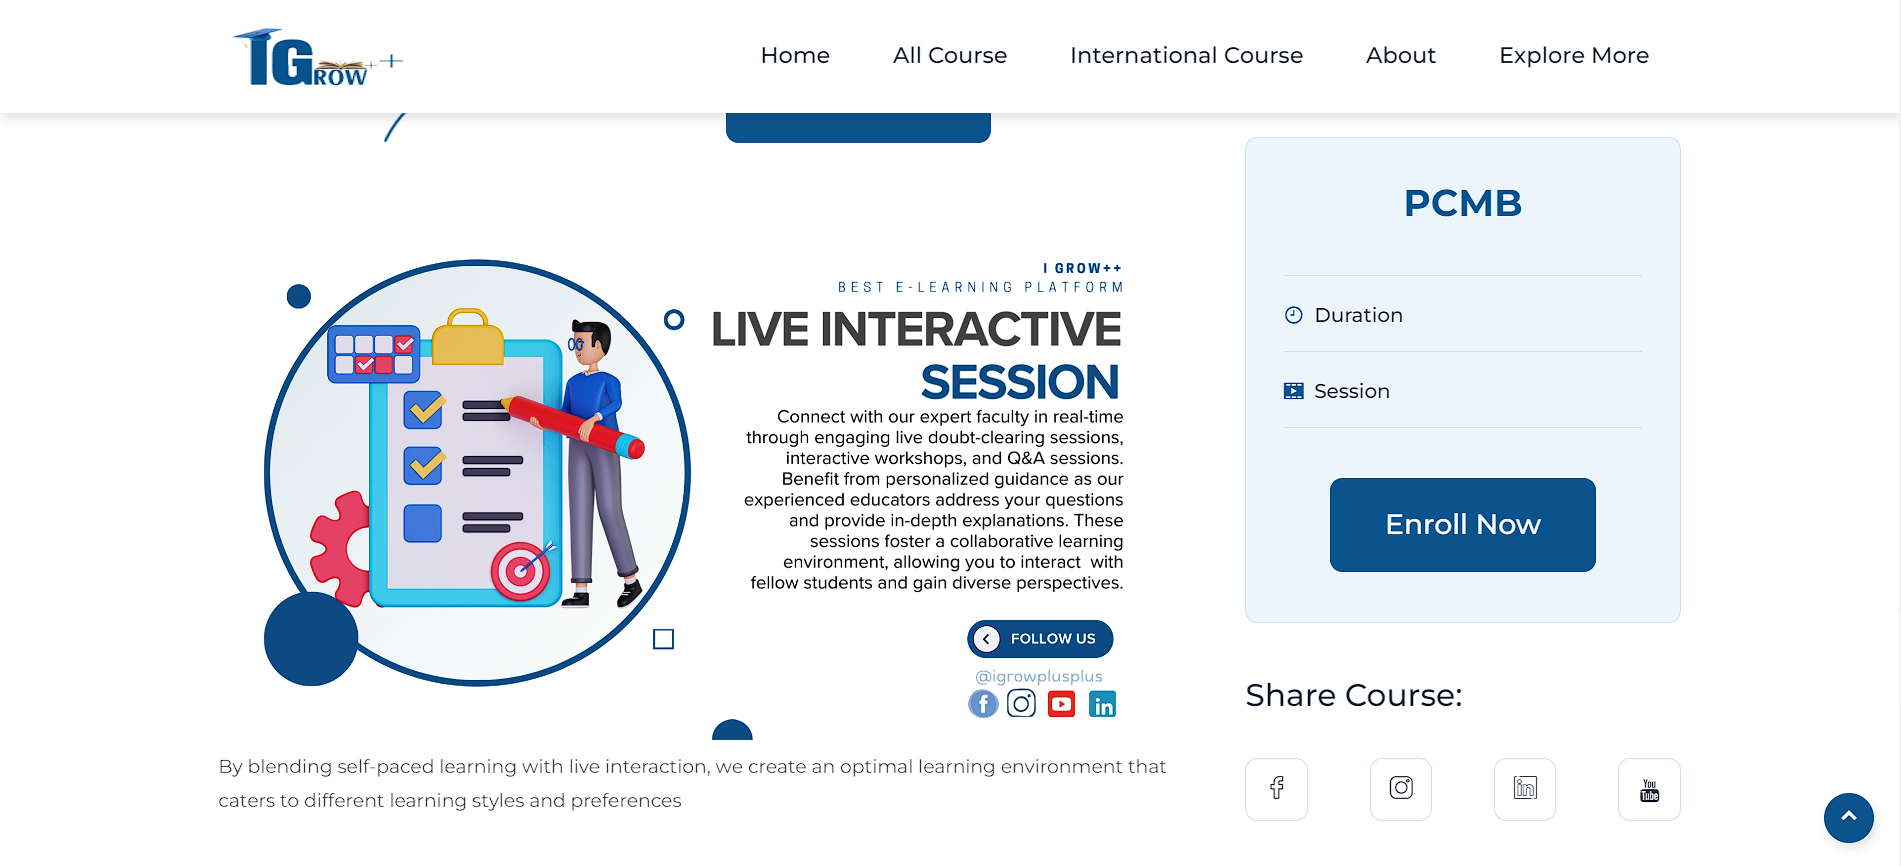 IGROW++
Home
All Course
International Course
About
Explore More
I GROW++
BEST E-LEARNING PLATFORM
LIVE INTERACTIVE
SESSION
Connect with our expert faculty in real-time
through engaging live doubt-clearing sessions,
interactive workshops, and Q&A sessions.
Benefit from personalized guidance as our
experienced educators address your questions
and provide in-depth explanations. These
sessions foster a collaborative learning
environment, allowing you to interact with
fellow students and gain diverse perspectives.
FOLLOW US
@igrowplusplus
f
in
By blending self-paced learning with live interaction, we create an optimal learning environment that
caters to different learning styles and preferences
PCMB
Duration
Session
Enroll Now
Share Course:
in
You
Tube